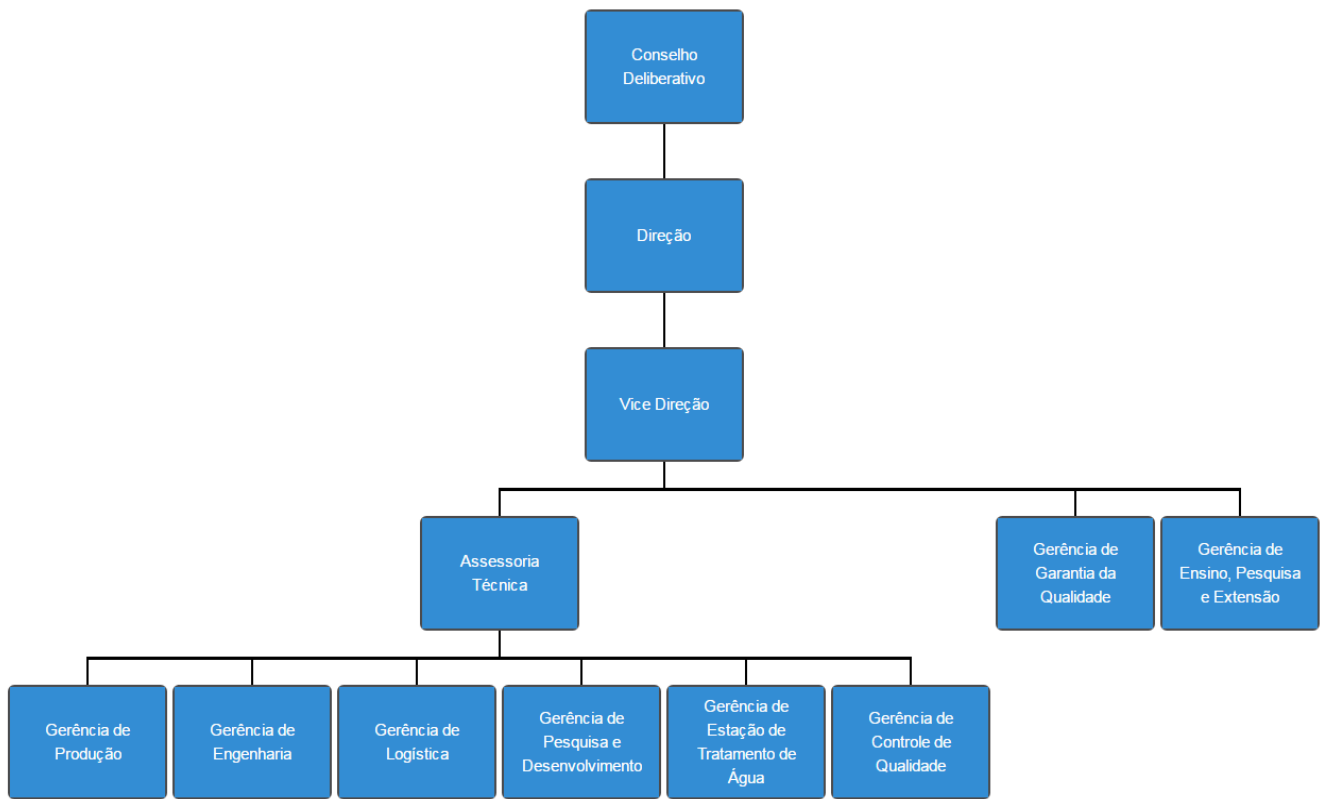 Conselho
Deliberativo
Direção
Vice Direção
Assessoria
Técnica
Gerência de
Garantia da
Qualidade
Gerência de
Ensino, Pesquisa
e Extensão
Gerência de
Produção
Gerência de
Engenharia
Gerência de
Logística
Gerência de
Pesquisa e
Desenvolvimento
Gerência de
Estação de
Tratamento de
Água
Gerência de
Controle de
Qualidade